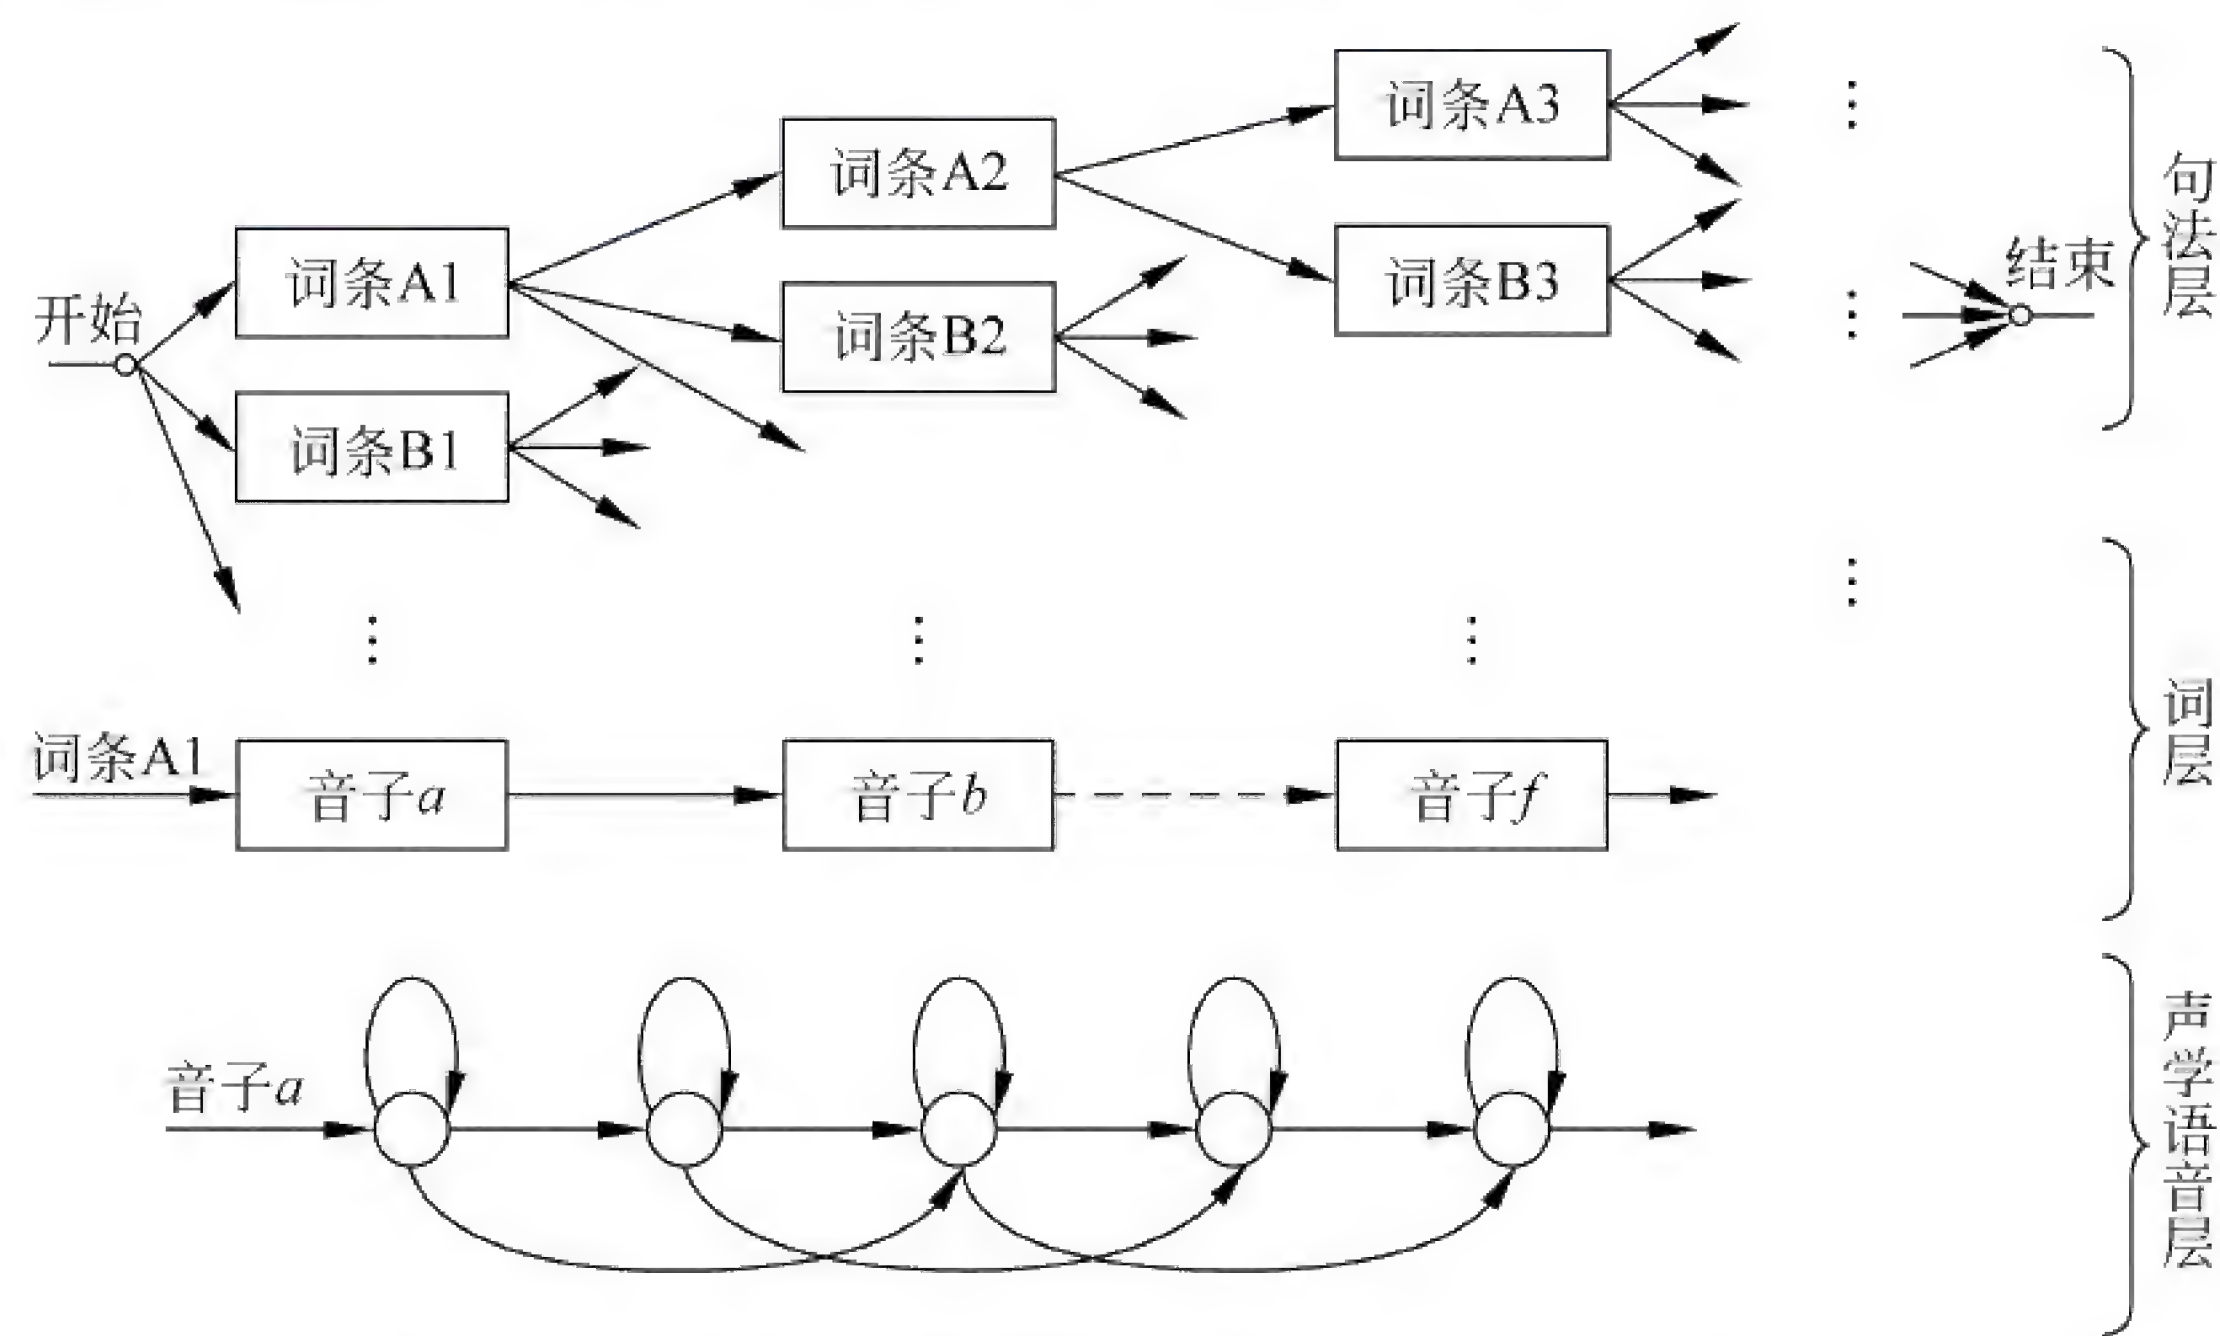 词条A3
词条A2
词条A1
词条B3
词条B2
词条B1
开始
结束
句法层
词条A1
音子a
音子b
音子f
词层
音子a
声学语音层